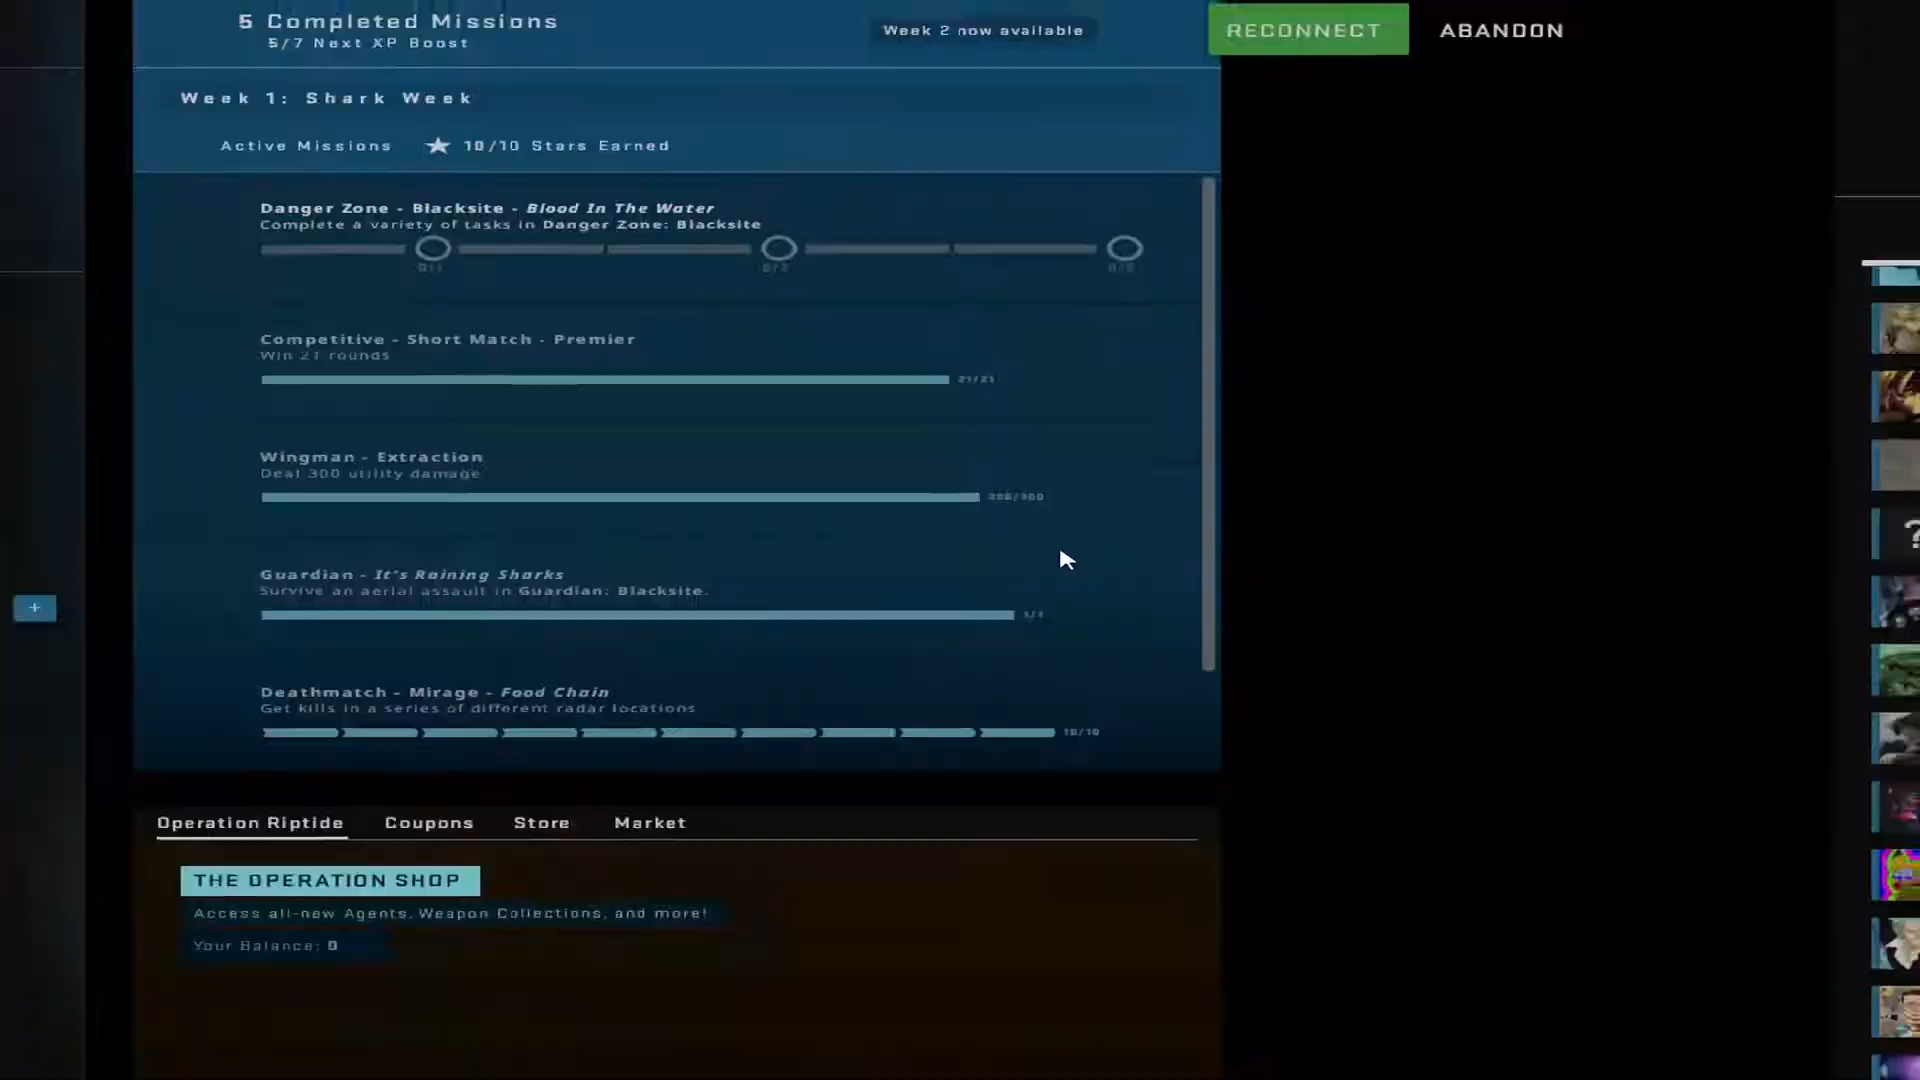 5 Completed Missions
5/7 Next XP Boost
Week 2 now available
RECONNECT
ABANDON
Week 1: Shark Week
Active Missions
10/10 Stars Earned
Danger Zone - Blacksite - Blood In The Water
Complete a variety of tasks in Danger Zone: Blacksite
Competitive - Short Match - Premier
Win 21 rounds
21/21
Wingman - Extraction
Deal 300 utility damage
300/300
+
?
Guardian - It's Raining Sharks
Survive an aerial assault in Guardian: Blacksite.
1/1
Deathmatch - Mirage - Food Chain
Get kills in a series of different radar locations
10/10
Operation Riptide
Coupons
Store
Market
THE OPERATION SHOP
Access all-new Agents, Weapon Collections, and more!
Your Balance: 0